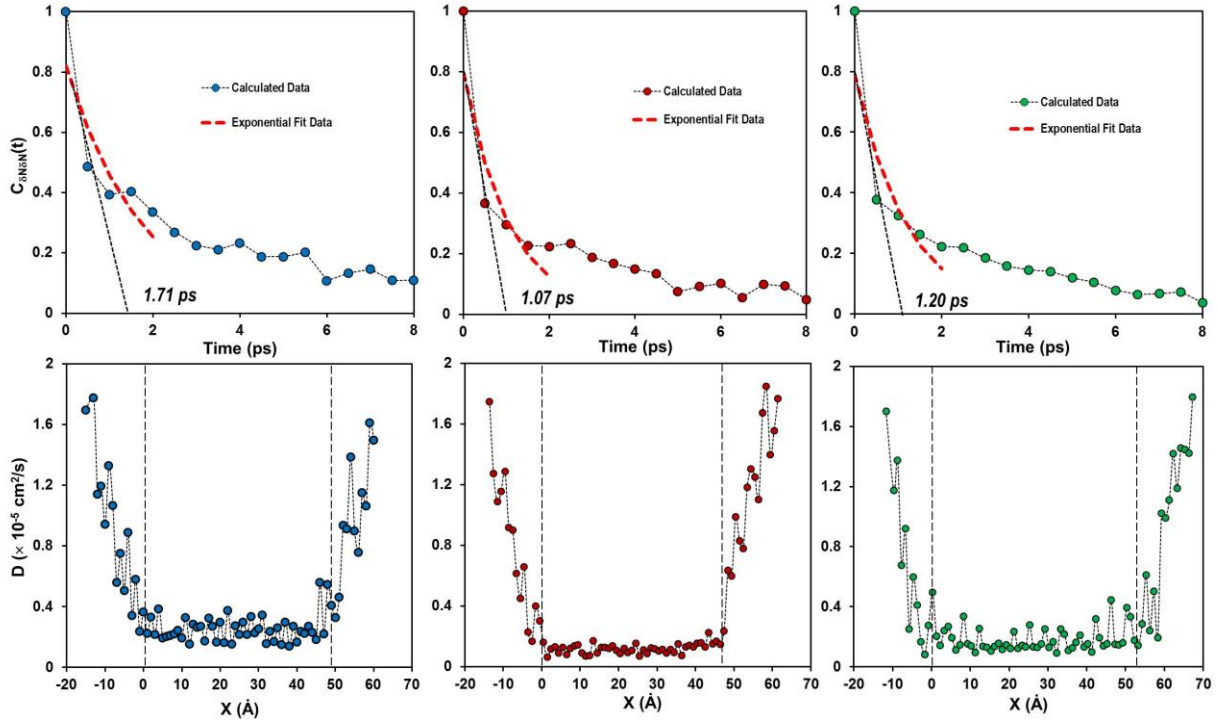 1
0.8
0.6
0.4
0.2
0
C_δNδN(t)
Calculated Data
Exponential Fit Data
1.71 ps
0 2 4 6 8
Time (ps)
1
0.8
0.6
0.4
0.2
0
Calculated Data
Exponential Fit Data
1.07 ps
0 2 4 6 8
Time (ps)
1
0.8
0.6
0.4
0.2
0
Calculated Data
Exponential Fit Data
1.20 ps
0 2 4 6 8
Time (ps)
2
1.6
1.2
0.8
0.4
0
D (× 10⁻⁵ cm²/s)
-20 -10 0 10 20 30 40 50 60 70
X (Å)
2
1.6
1.2
0.8
0.4
0
-20 -10 0 10 20 30 40 50 60 70
X (Å)
2
1.6
1.2
0.8
0.4
0
-20 -10 0 10 20 30 40 50 60 70
X (Å)